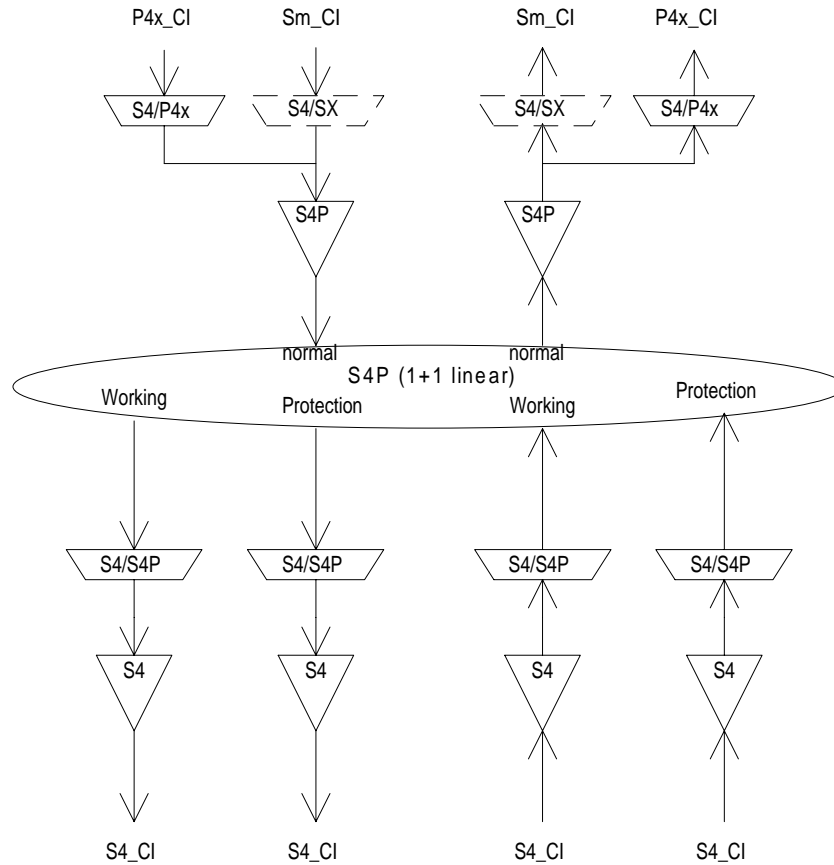 P4x_CI Sm_CI Sm_CI P4x_CI
S4/P4x S4/SX S4/SX S4/P4x
S4P S4P
normal normal
S4P (1+1 linear)
Working Protection Working Protection
S4/S4P S4/S4P S4/S4P S4/S4P
S4 S4 S4 S4
S4_CI S4_CI S4_CI S4_CI